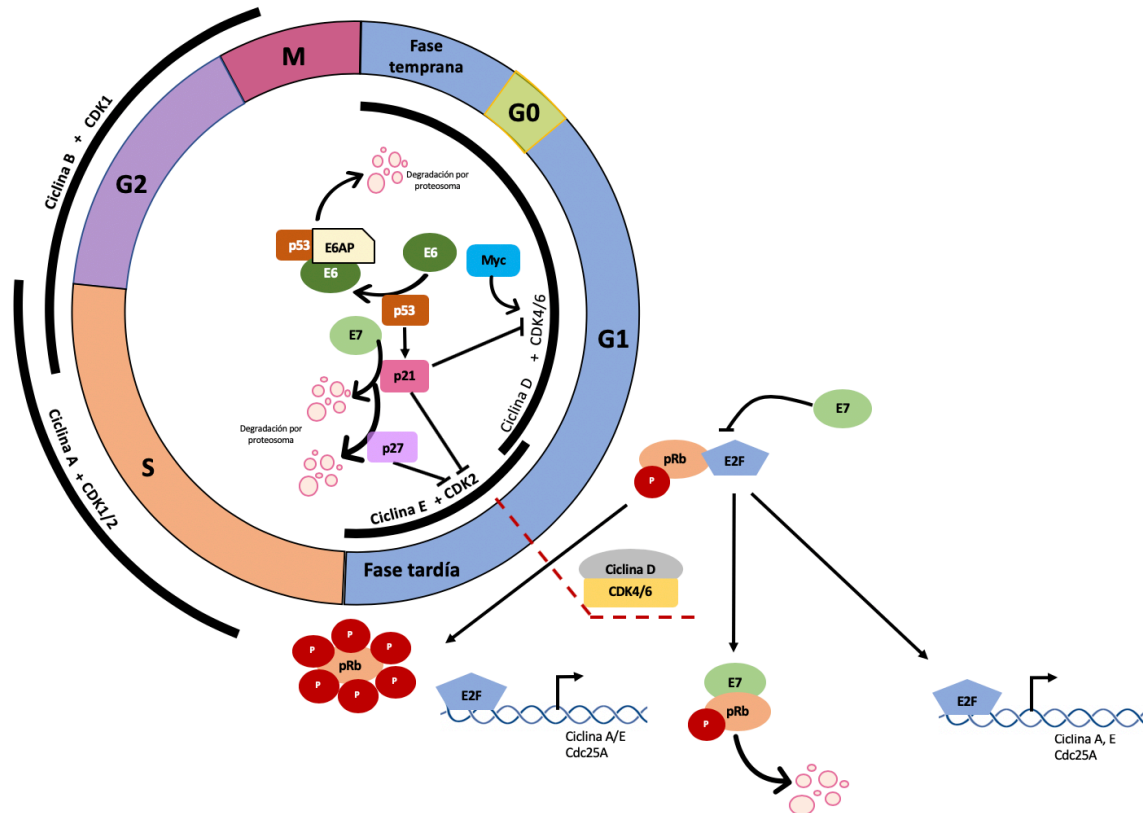 M
Fase
temprana
G0
Ciclina B + CDK1
G2
Degradación por
proteosoma
p53
E6AP
E6
E6
Myc
p53
G1
E7
p21
Ciclina D + CDK4/6
Degradación por
proteosoma
p27
E7
pRb
E2F
P
Ciclina A + CDK1/2
S
Ciclina E + CDK2
Fase tardía
Ciclina D
CDK4/6
P
P
P
pRb
P
P
P
E2F
Ciclina A/E
Cdc25A
E7
pRb
P
E2F
Ciclina A, E
Cdc25A